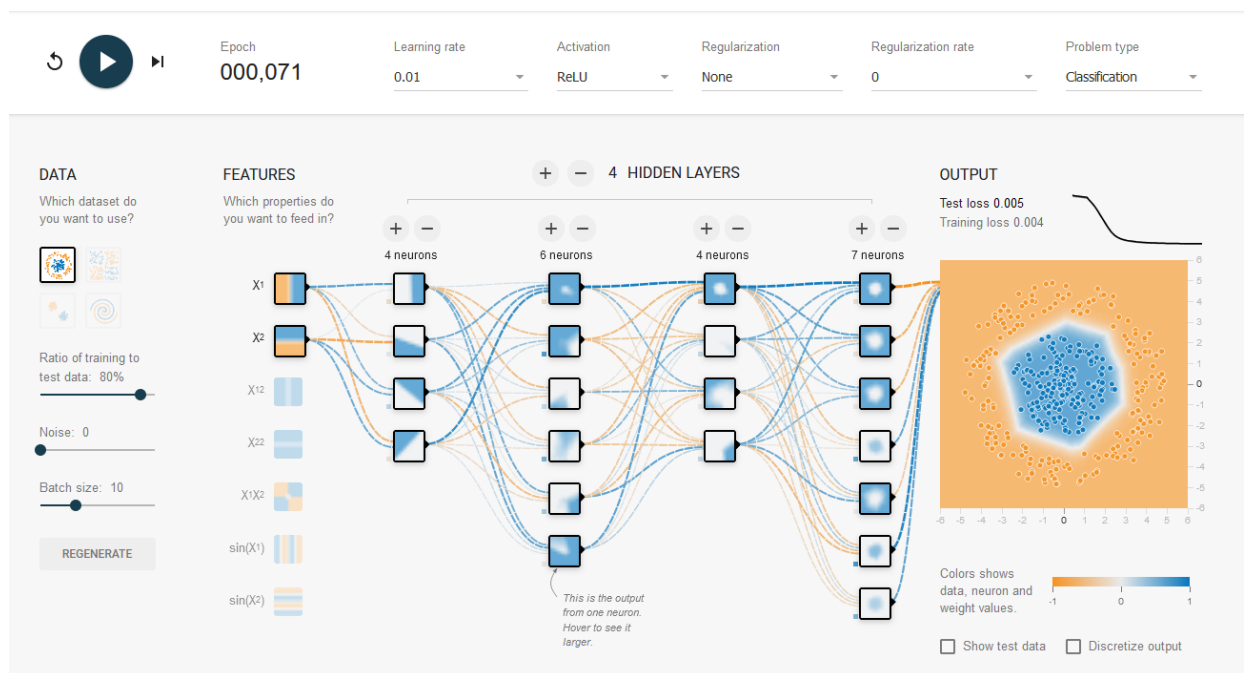 Epoch
000,071
Learning rate
0.01
Activation
ReLU
Regularization
None
Regularization rate
0
Problem type
Classification
DATA
Which dataset do
you want to use?
Ratio of training to
test data: 80%
Noise: 0
Batch size: 10
REGENERATE
FEATURES
Which properties do
you want to feed in?
X1
X2
X12
X22
X1X2
sin(X1)
sin(X2)
+ − 4 HIDDEN LAYERS
+ −
4 neurons
+ −
6 neurons
+ −
4 neurons
+ −
7 neurons
This is the output
from one neuron.
Hover to see it
larger.
OUTPUT
Test loss 0.005
Training loss 0.004
6
5
4
3
2
1
0
-1
-2
-3
-4
-5
-6
-6 -5 -4 -3 -2 -1 0 1 2 3 4 5 6
Colors shows
data, neuron and
weight values.
-1 0 1
Show test data
Discretize output